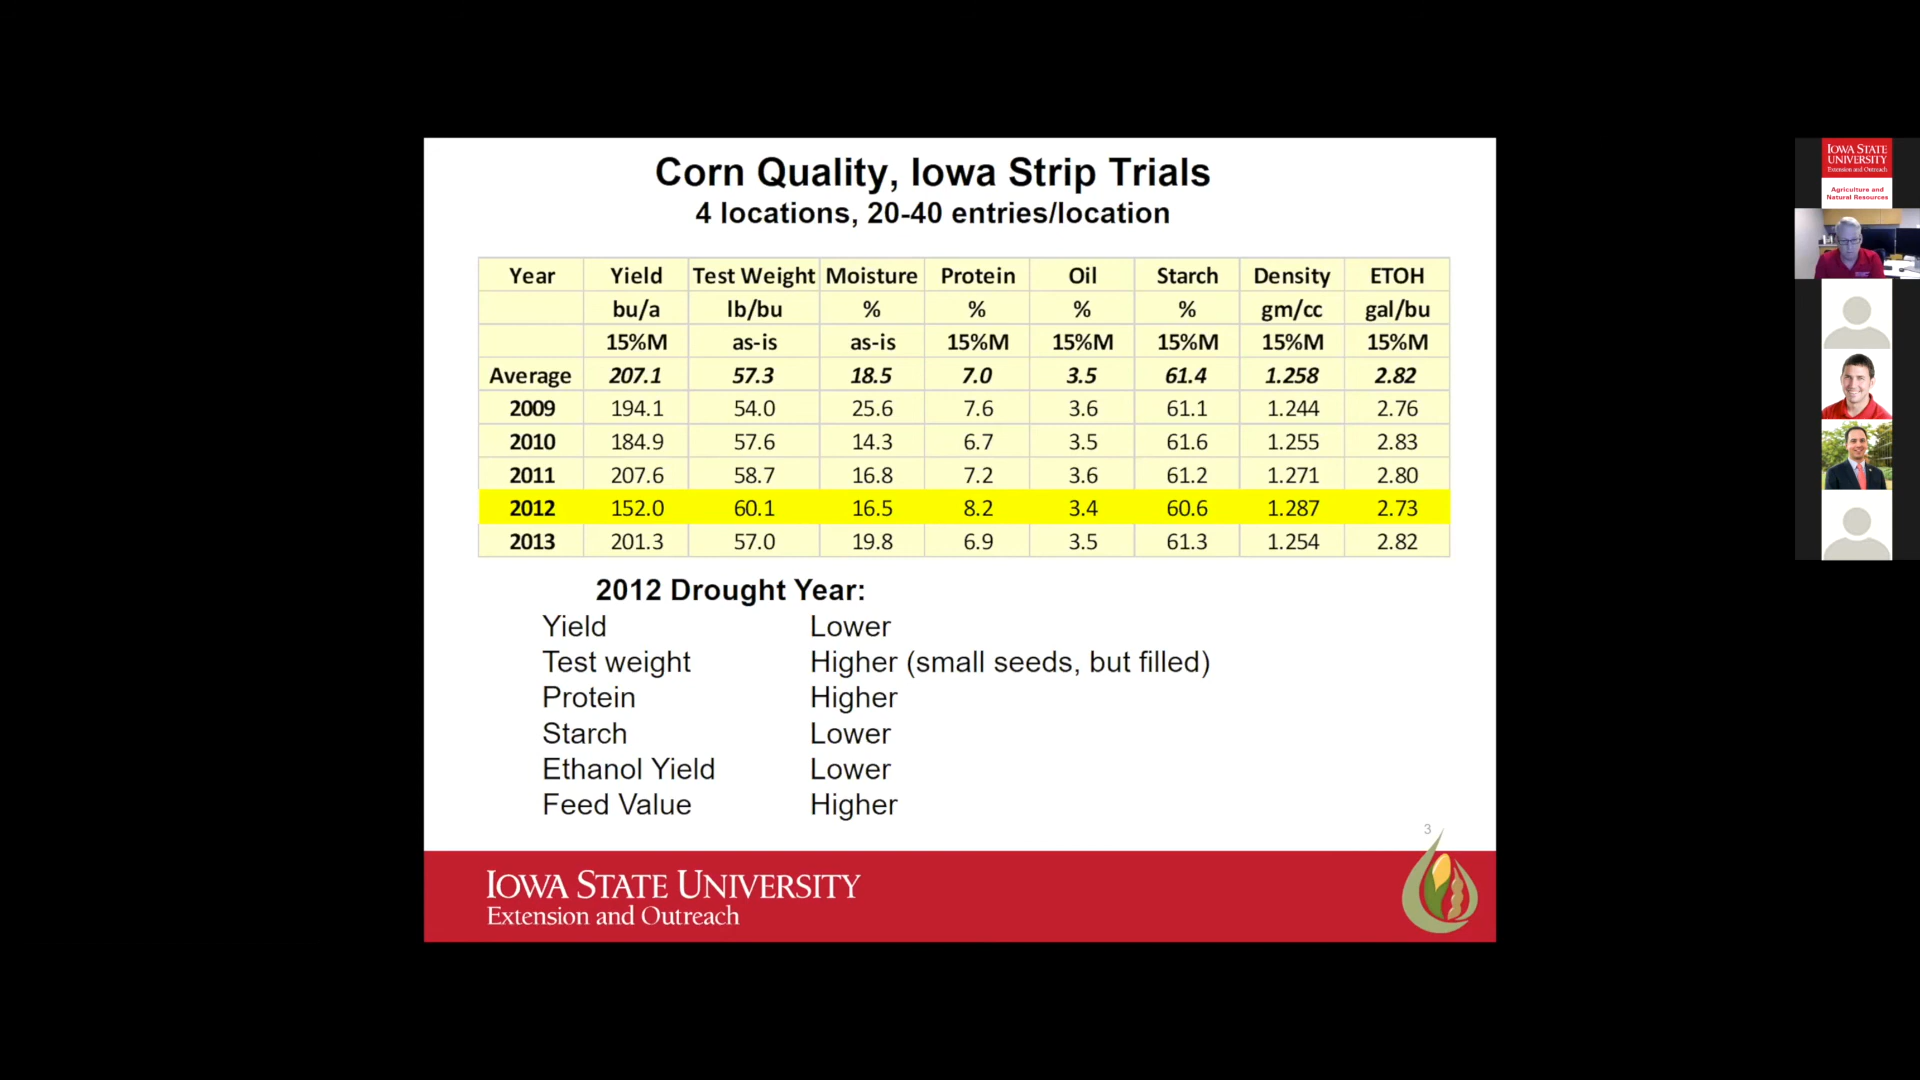 Corn Quality, Iowa Strip Trials
4 locations, 20-40 entries/location
Year Yield Test Weight Moisture Protein Oil Starch Density ETOH
bu/a lb/bu % % % % gm/cc gal/bu
15%M as-is as-is 15%M 15%M 15%M 15%M 15%M
Average 207.1 57.3 18.5 7.0 3.5 61.4 1.258 2.82
2009 194.1 54.0 25.6 7.6 3.6 61.1 1.244 2.76
2010 184.9 57.6 14.3 6.7 3.5 61.6 1.255 2.83
2011 207.6 58.7 16.8 7.2 3.6 61.2 1.271 2.80
2012 152.0 60.1 16.5 8.2 3.4 60.6 1.287 2.73
2013 201.3 57.0 19.8 6.9 3.5 61.3 1.254 2.82
2012 Drought Year:
Yield Lower
Test weight Higher (small seeds, but filled)
Protein Higher
Starch Lower
Ethanol Yield Lower
Feed Value Higher
3
IOWA STATE UNIVERSITY
Extension and Outreach
IOWA STATE
UNIVERSITY
Extension and Outreach
Agriculture and
Natural Resources